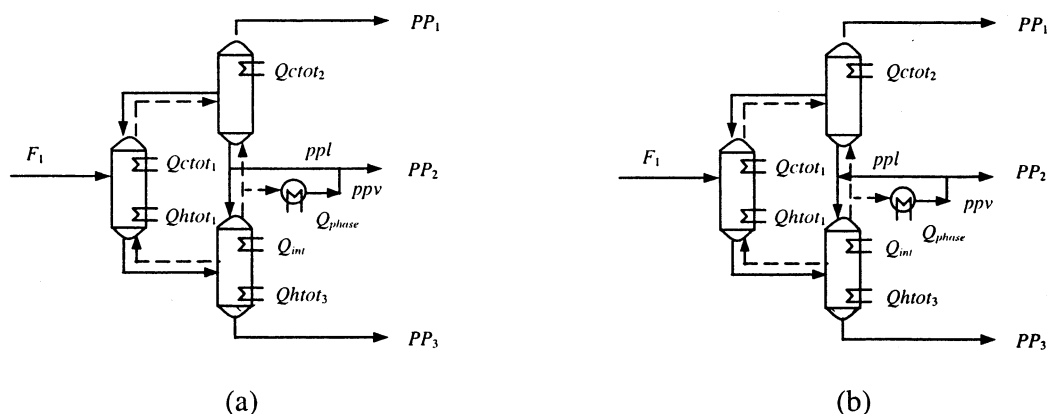 PP1
Qctot2
F1
Qctot1
ppl
PP2
ppv
Qhtot1
Qphase
Qint
Qhtot3
PP3
(a)
PP1
Qctot2
F1
Qctot1
ppl
PP2
ppv
Qhtot1
Qphase
Qint
Qhtot3
PP3
(b)